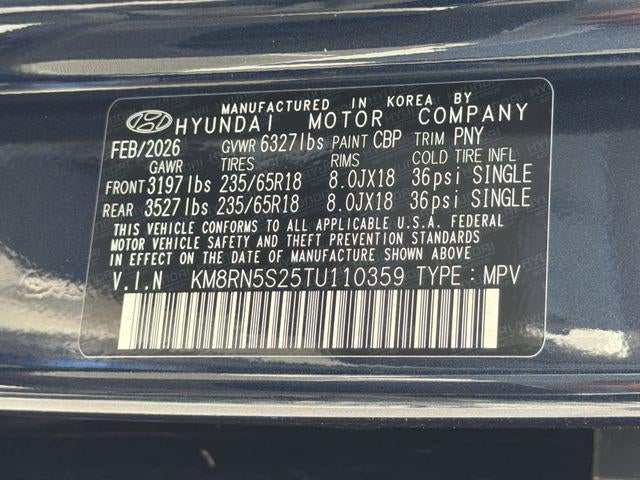 MANUFACTURED IN KOREA BY
HYUNDAI MOTOR COMPANY
FEB/2026 GVWR 6327lbs PAINT CBP TRIM PNY
GAWR TIRES RIMS COLD TIRE INFL
FRONT 3197lbs 235/65R18 8.0JX18 36psi SINGLE
REAR 3527lbs 235/65R18 8.0JX18 36psi SINGLE
THIS VEHICLE CONFORMS TO ALL APPLICABLE U.S.A. FEDERAL
MOTOR VEHICLE SAFETY AND THEFT PREVENTION STANDARDS
IN EFFECT ON THE DATE OF MANUFACTURE SHOWN ABOVE.
V.I.N KM8RN5S25TU110359 TYPE : MPV